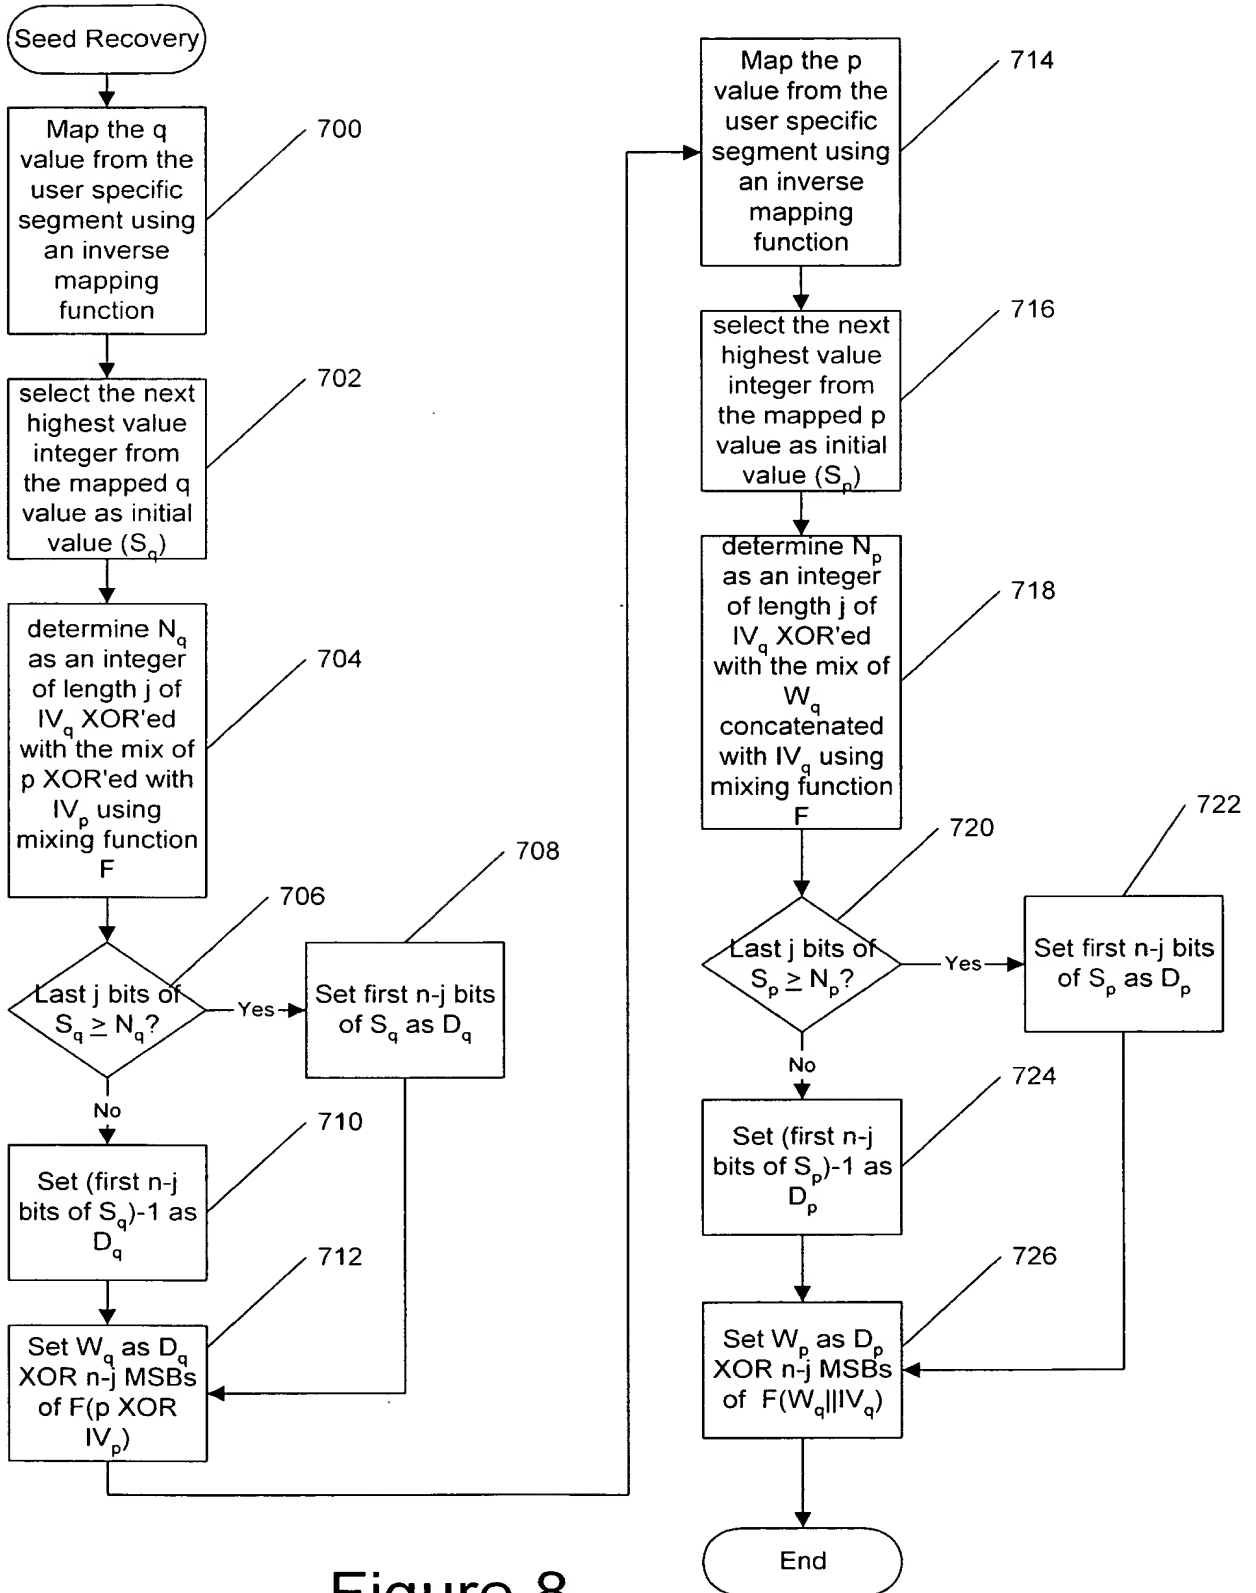 Seed Recovery
Map the q
value from the
user specific
segment using
an inverse
mapping
function
700
select the next
highest value
integer from
the mapped q
value as initial
value (Sq)
702
determine Nq
as an integer
of length j of
IVq XOR'ed
with the mix of
p XOR'ed with
IVp using
mixing function
F
704
706
Last j bits of
Sq ≥ Nq?
Yes
708
Set first n-j bits
of Sq as Dq
No
710
Set (first n-j
bits of Sq)-1 as
Dq
712
Set Wq as Dq
XOR n-j MSBs
of F(p XOR
IVp)
Map the p
value from the
user specific
segment using
an inverse
mapping
function
714
select the next
highest value
integer from
the mapped p
value as initial
value (Sp)
716
determine Np
as an integer
of length j of
IVq XOR'ed
with the mix of
Wq
concatenated
with IVq using
mixing function
F
718
720
Last j bits of
Sp ≥ Np?
Yes
722
Set first n-j bits
of Sp as Dp
No
724
Set (first n-j
bits of Sp)-1 as
Dp
726
Set Wp as Dp
XOR n-j MSBs
of F(Wq||IVq)
End
Figure 8